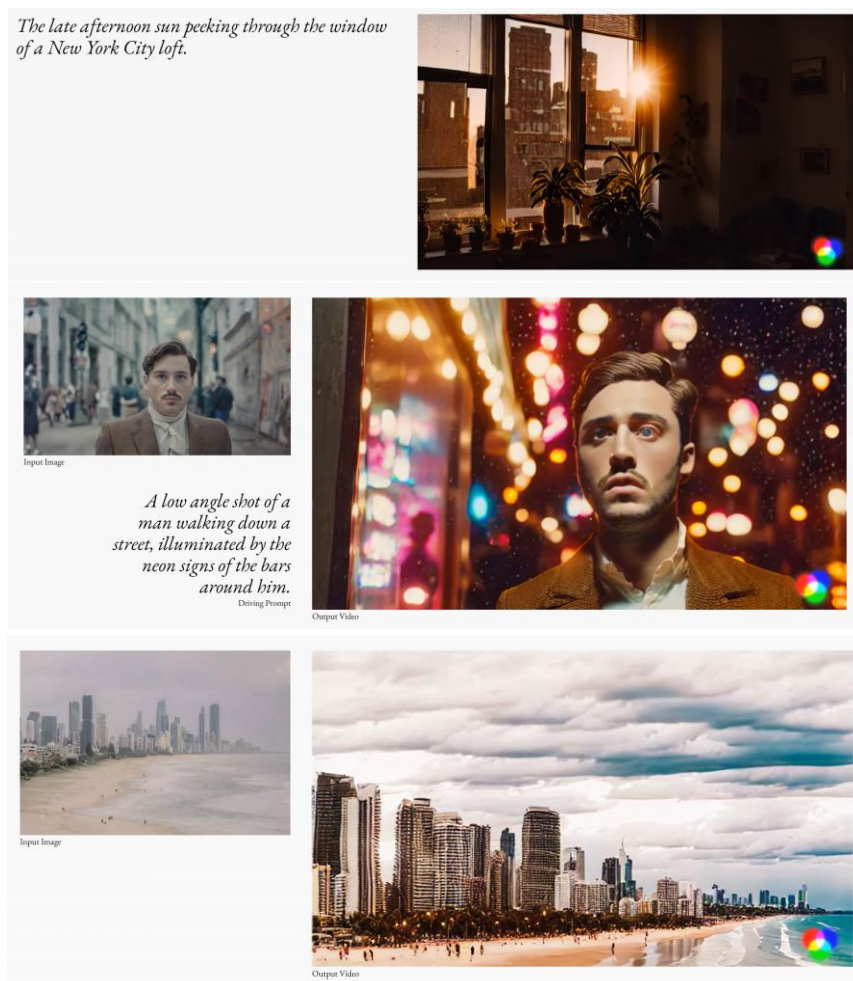 The late afternoon sun peeking through the window
of a New York City loft.
Input Image
A low angle shot of a
man walking down a
street, illuminated by the
neon signs of the bars
around him.
Driving Prompt
Output Video
Input Image
Output Video